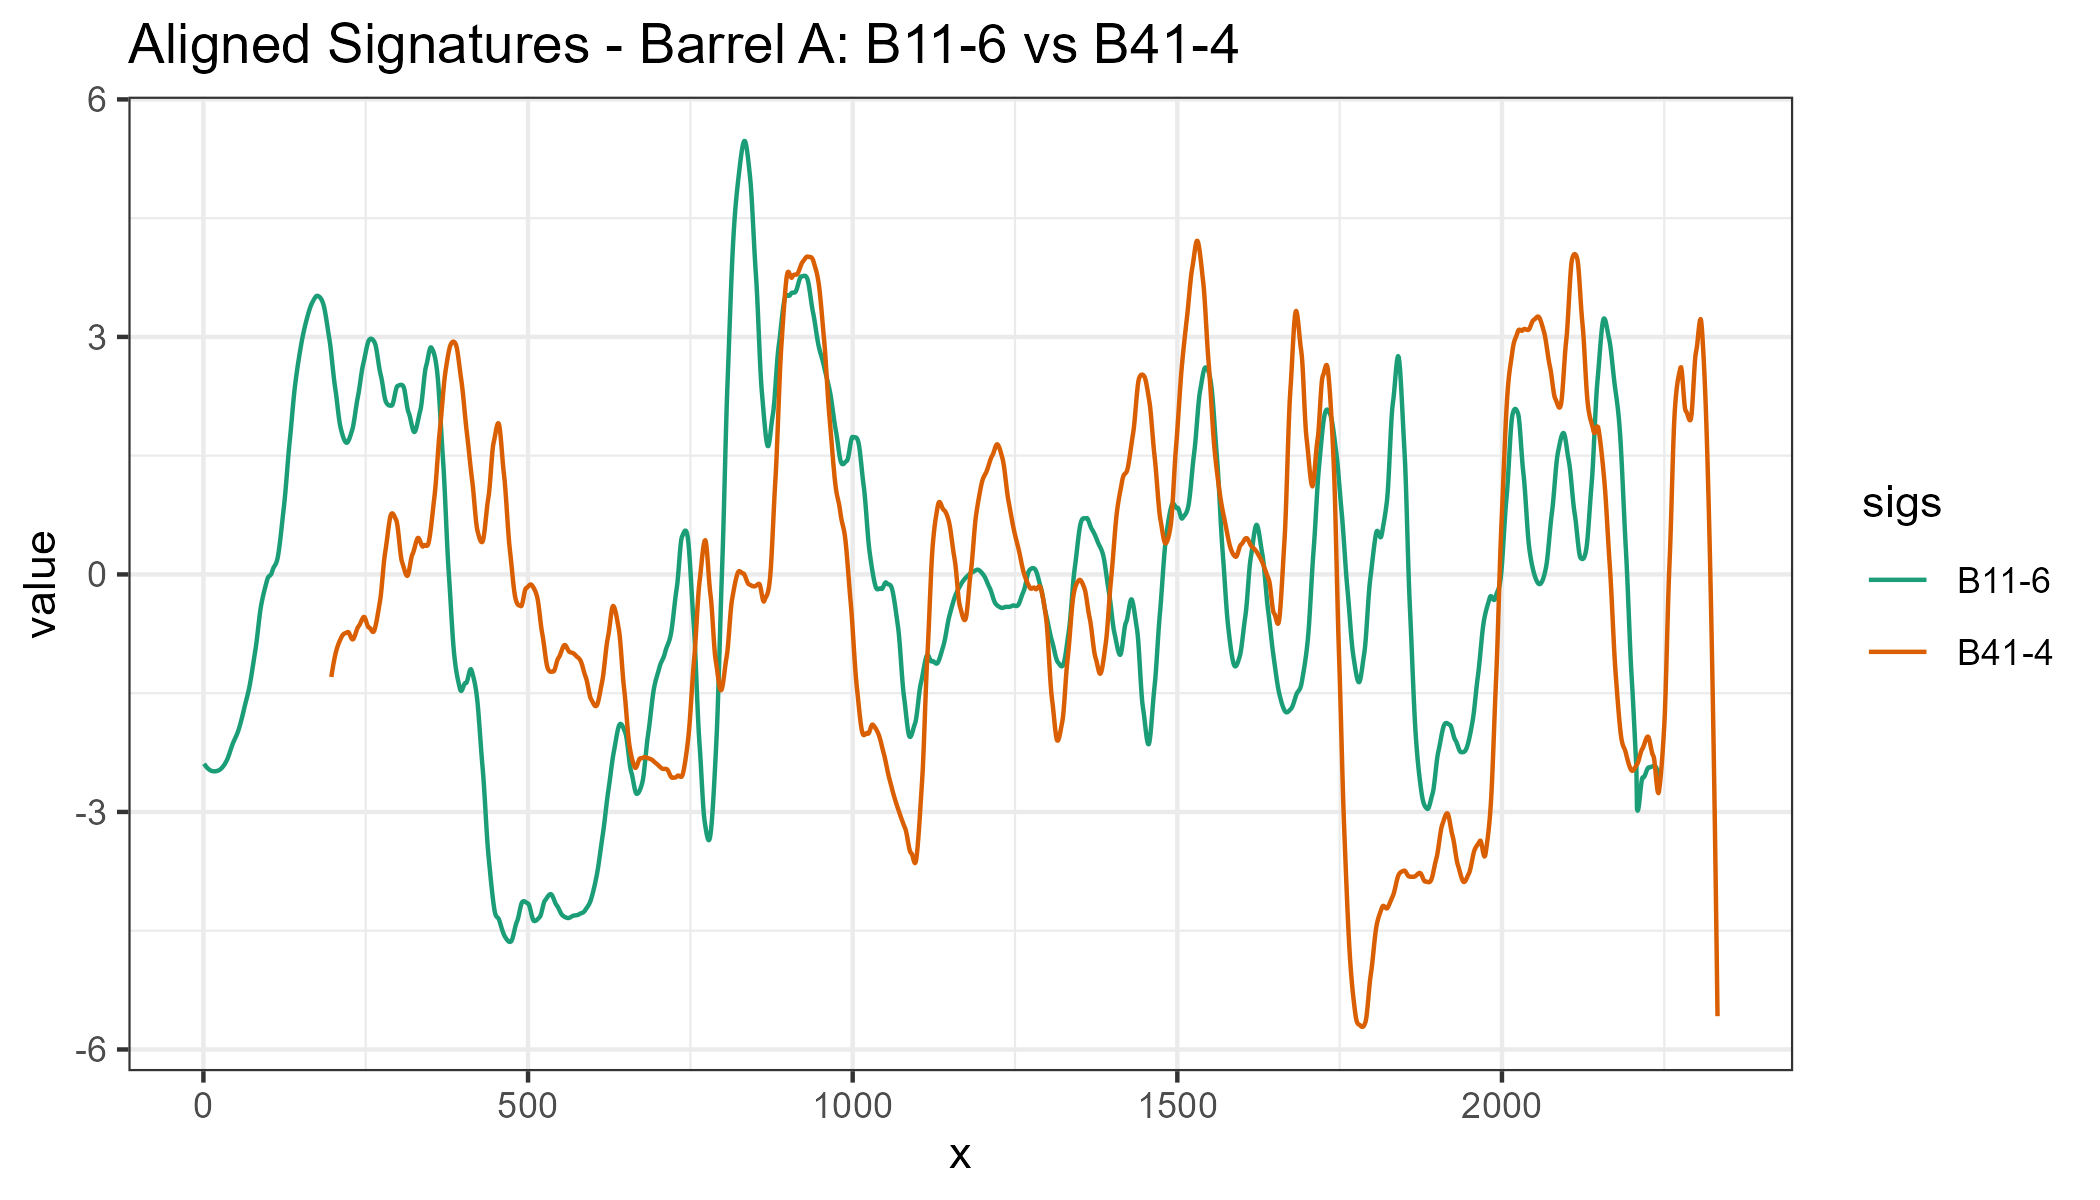 Aligned Signatures - Barrel A: B11-6 vs B41-4
6
3
0
-3
-6
value
0 500 1000 1500 2000
x
sigs
B11-6
B41-4